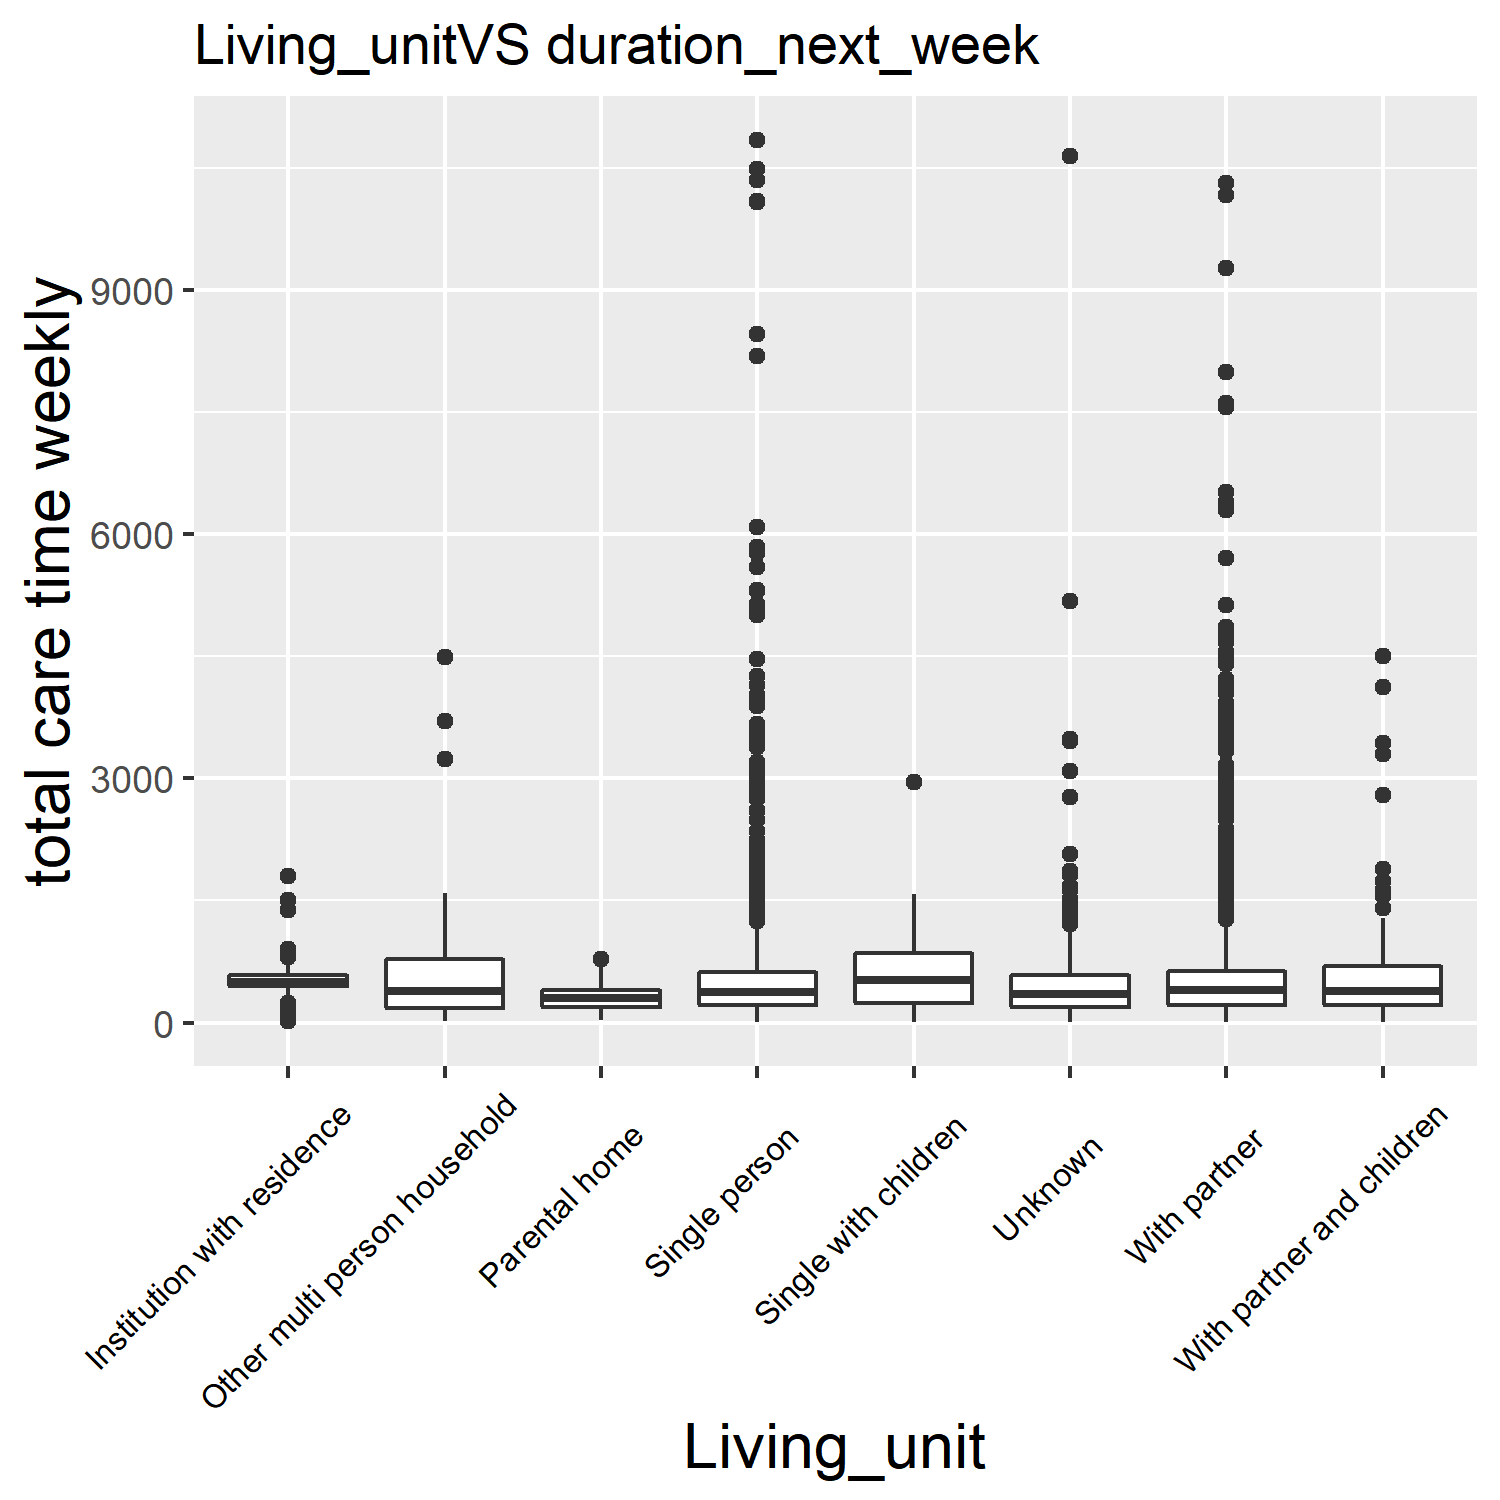 Living_unitVS duration_next_week
total care time weekly
9000
6000
3000
0
Institution with residence
Other multi person household
Parental home
Single person
Single with children
Unknown
With partner
With partner and children
Living_unit